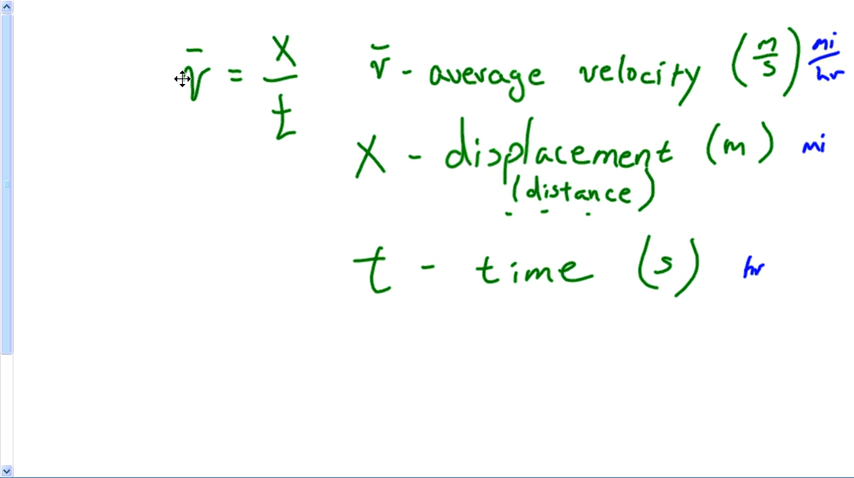 v̄ = x/t
v̄ - average velocity (m/s) mi/hr
X - displacement (m) mi
(distance)
t - time (s) hr